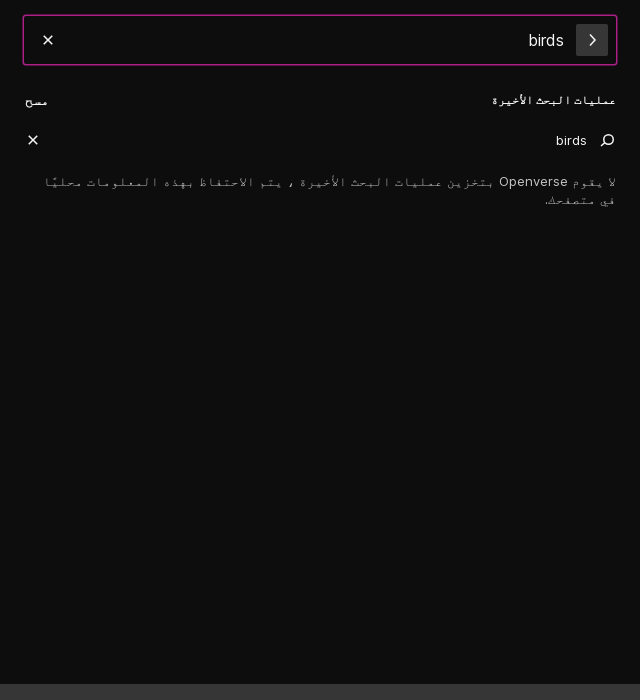 birds
عمليات البحث الأخيرة
مسح
birds
لا يقوم Openverse بتخزين عمليات البحث الأخيرة ، يتم الاحتفاظ بهذه المعلومات محليًا
في متصفحك.